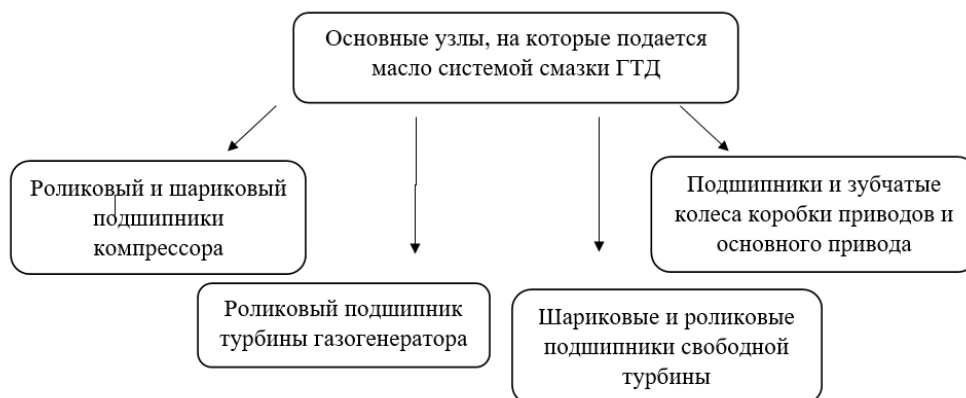 Основные узлы, на которые подается
масло системой смазки ГТД
Роликовый и шариковый
подшипники
компрессора
Роликовый подшипник
турбины газогенератора
Шариковые и роликовые
подшипники свободной
турбины
Подшипники и зубчатые
колеса коробки приводов и
основного привода